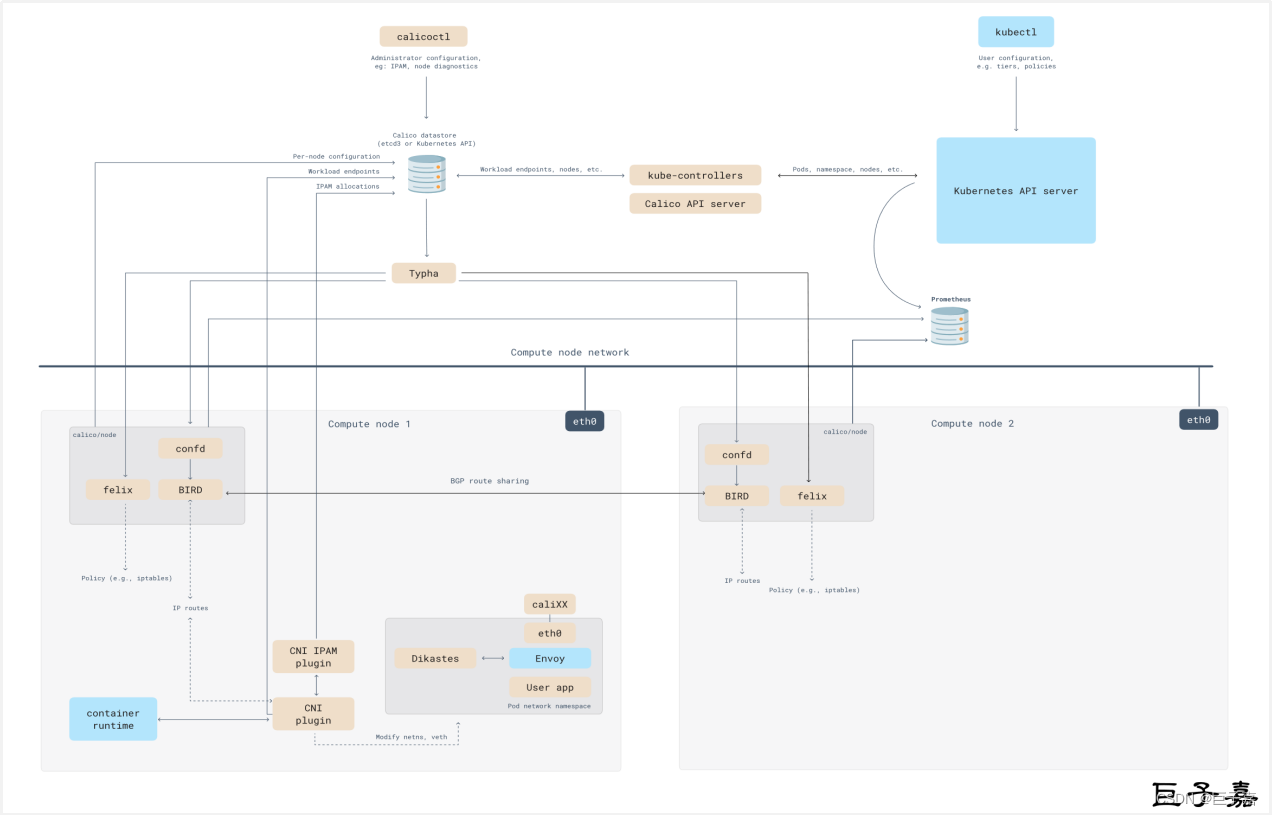 calicoctl
Administrator configuration,
eg: IPAM, node diagnostics
kubectl
User configuration,
e.g. tiers, policies
Calico datastore
(etcd3 or Kubernetes API)
Per-node configuration
Workload endpoints
IPAM allocations
Workload endpoints, nodes, etc.
kube-controllers
Calico API server
Pods, namespace, nodes, etc.
Kubernetes API server
Typha
Prometheus
Compute node network
eth0
eth0
Compute node 1
calico/node
confd
felix
BIRD
BGP route sharing
Policy (e.g., iptables)
IP routes
CNI IPAM
plugin
CNI
plugin
container
runtime
Modify netns, veth
caliXX
eth0
Dikastes
Envoy
User app
Pod network namespace
Compute node 2
calico/node
confd
BIRD
felix
IP routes
Policy (e.g., iptables)
巨子嘉
CSDN @巨子嘉